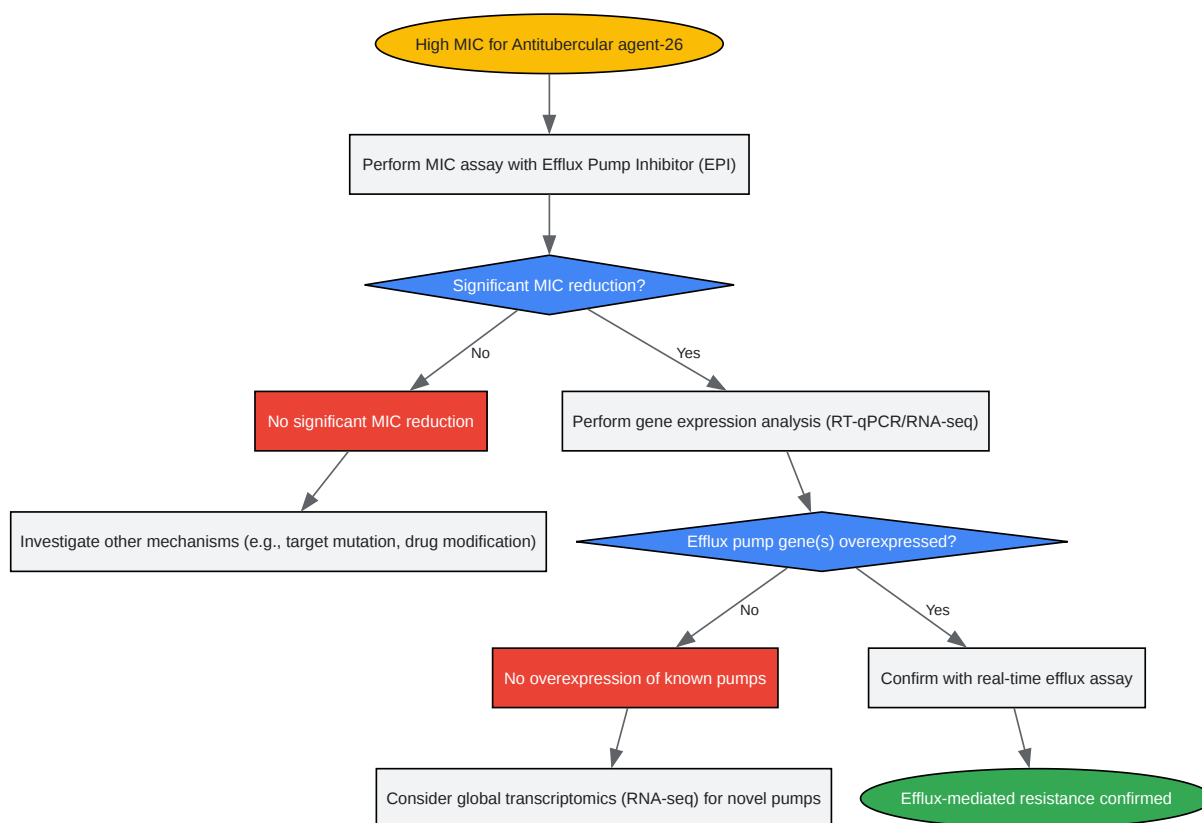 High MIC for Antitubercular agent-26
Perform MIC assay with Efflux Pump Inhibitor (EPI)
Significant MIC reduction?
No
Yes
No significant MIC reduction
Perform gene expression analysis (RT-qPCR/RNA-seq)
Investigate other mechanisms (e.g., target mutation, drug modification)
Efflux pump gene(s) overexpressed?
No
Yes
No overexpression of known pumps
Confirm with real-time efflux assay
Consider global transcriptomics (RNA-seq) for novel pumps
Efflux-mediated resistance confirmed